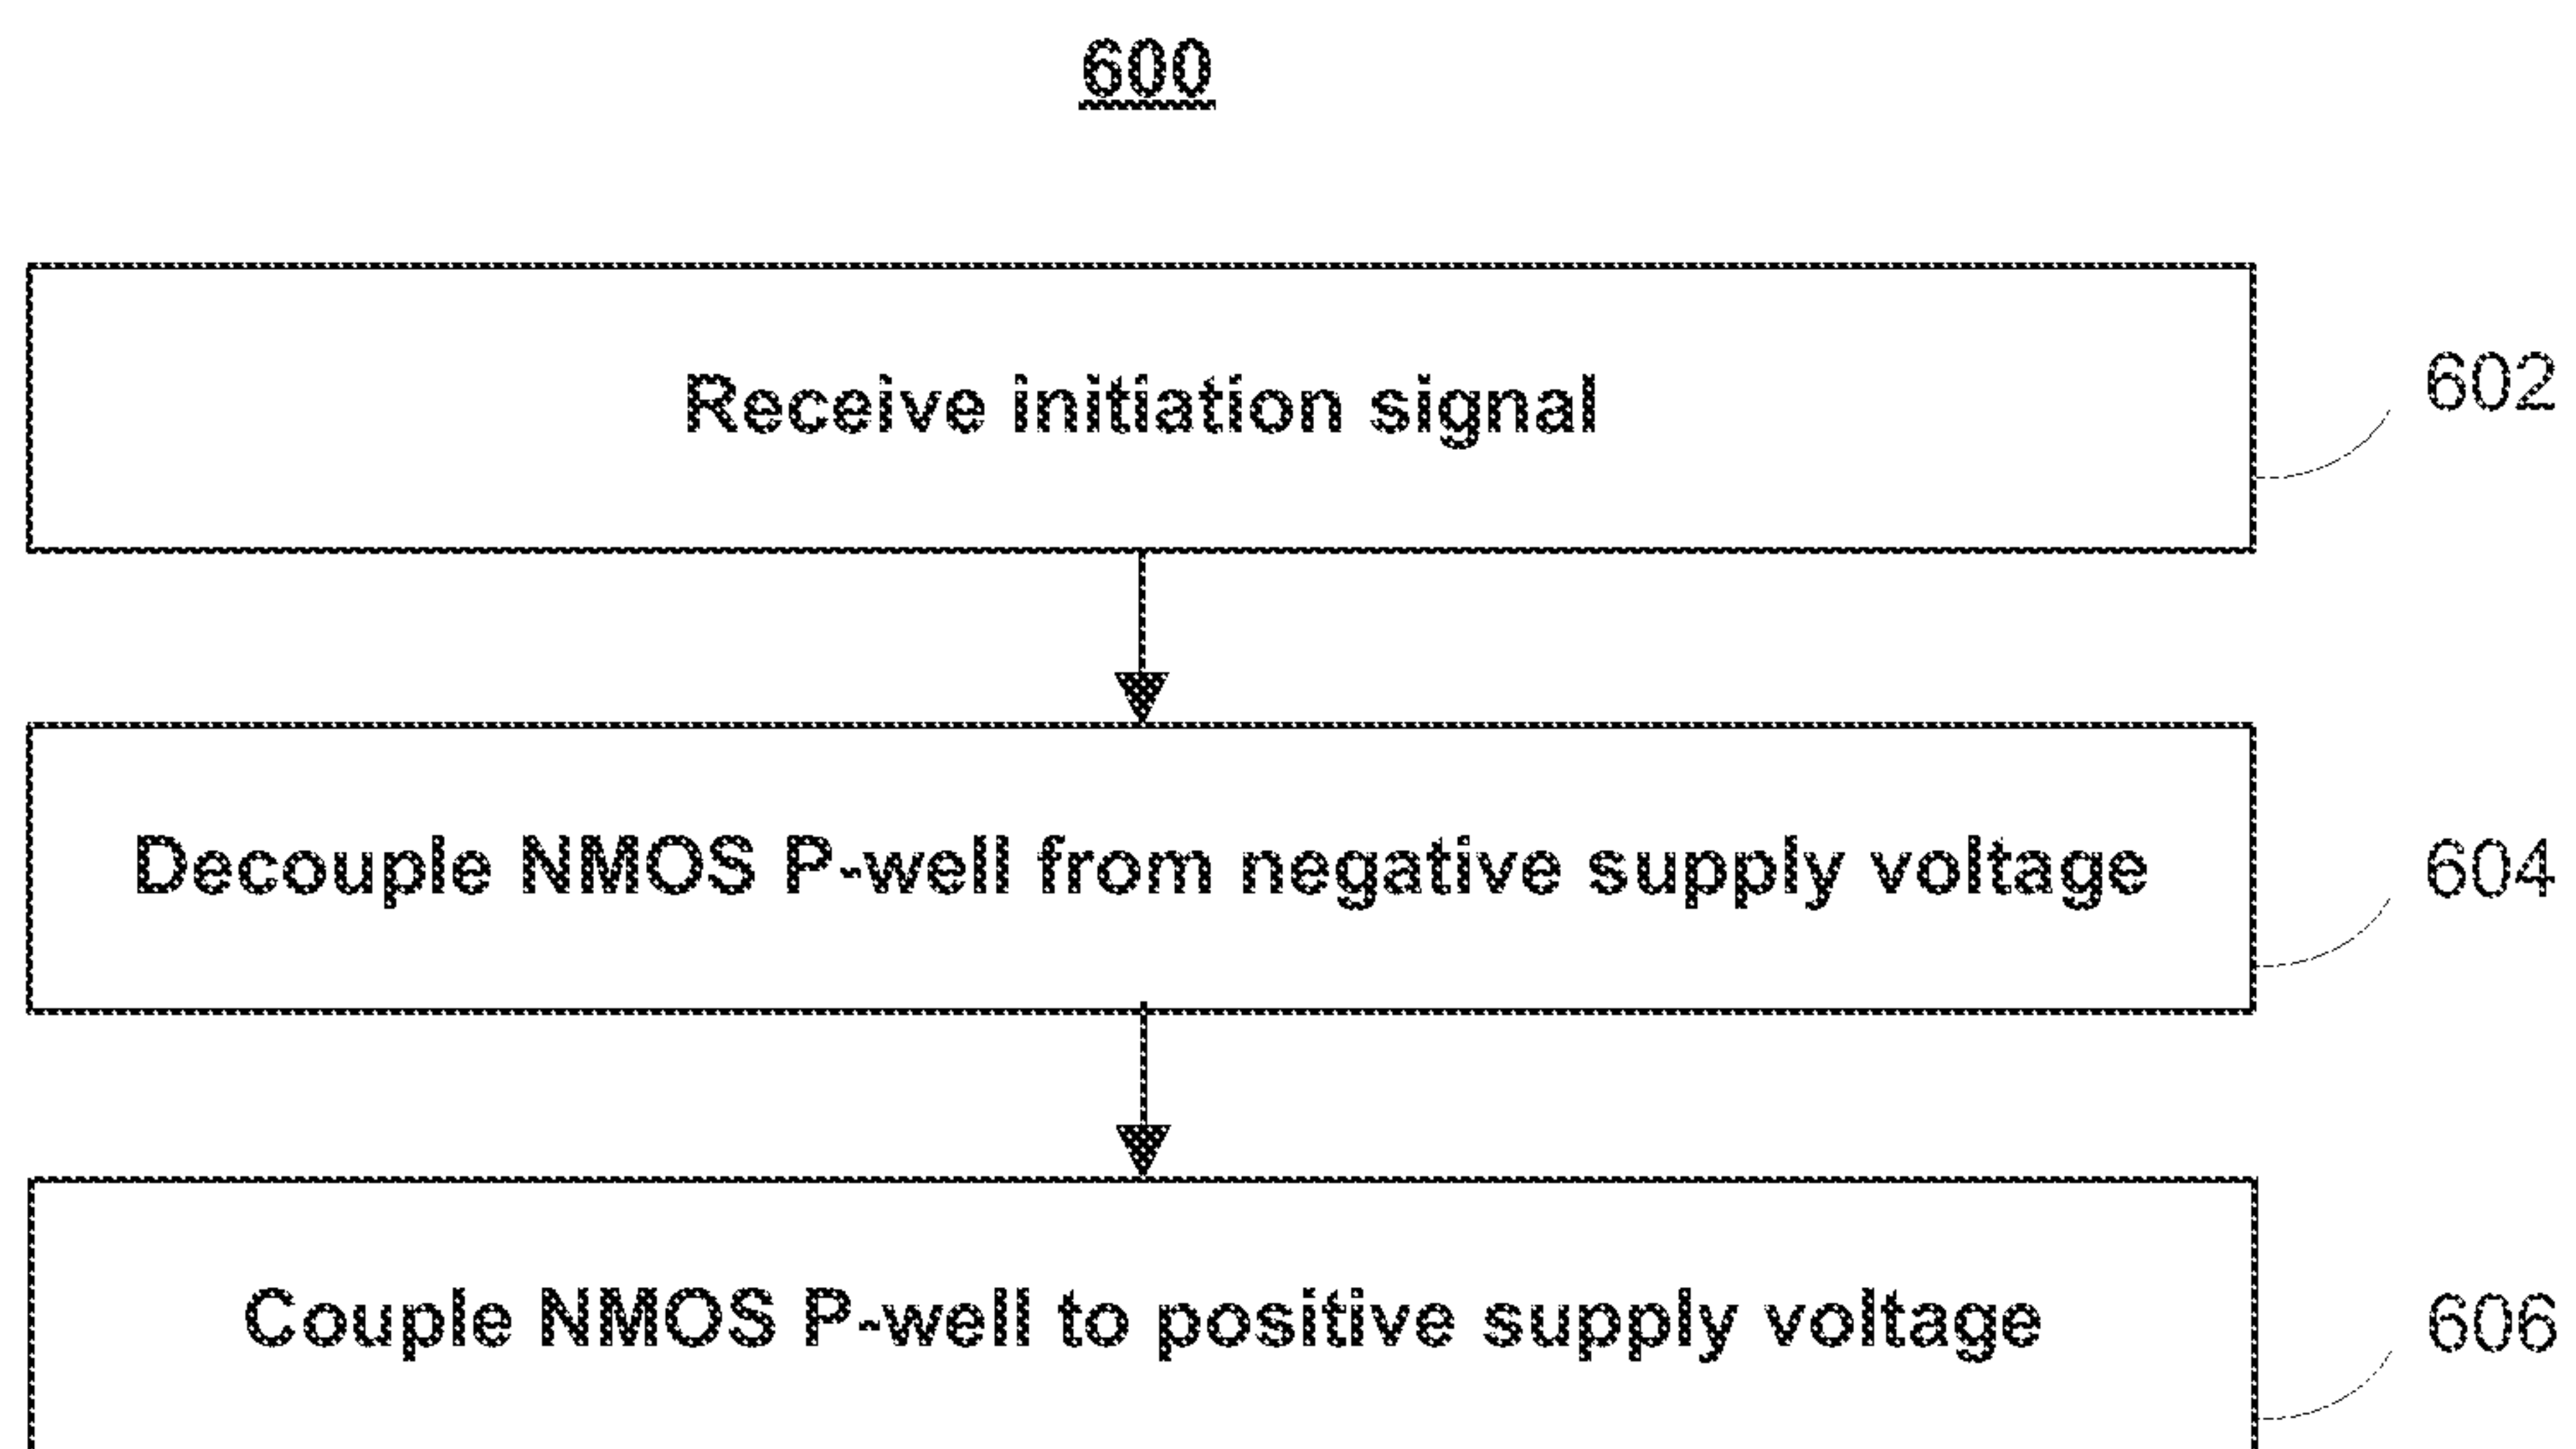 600
Receive initiation signal
602
Decouple NMOS P-well from negative supply voltage
604
Couple NMOS P-well to positive supply voltage
606